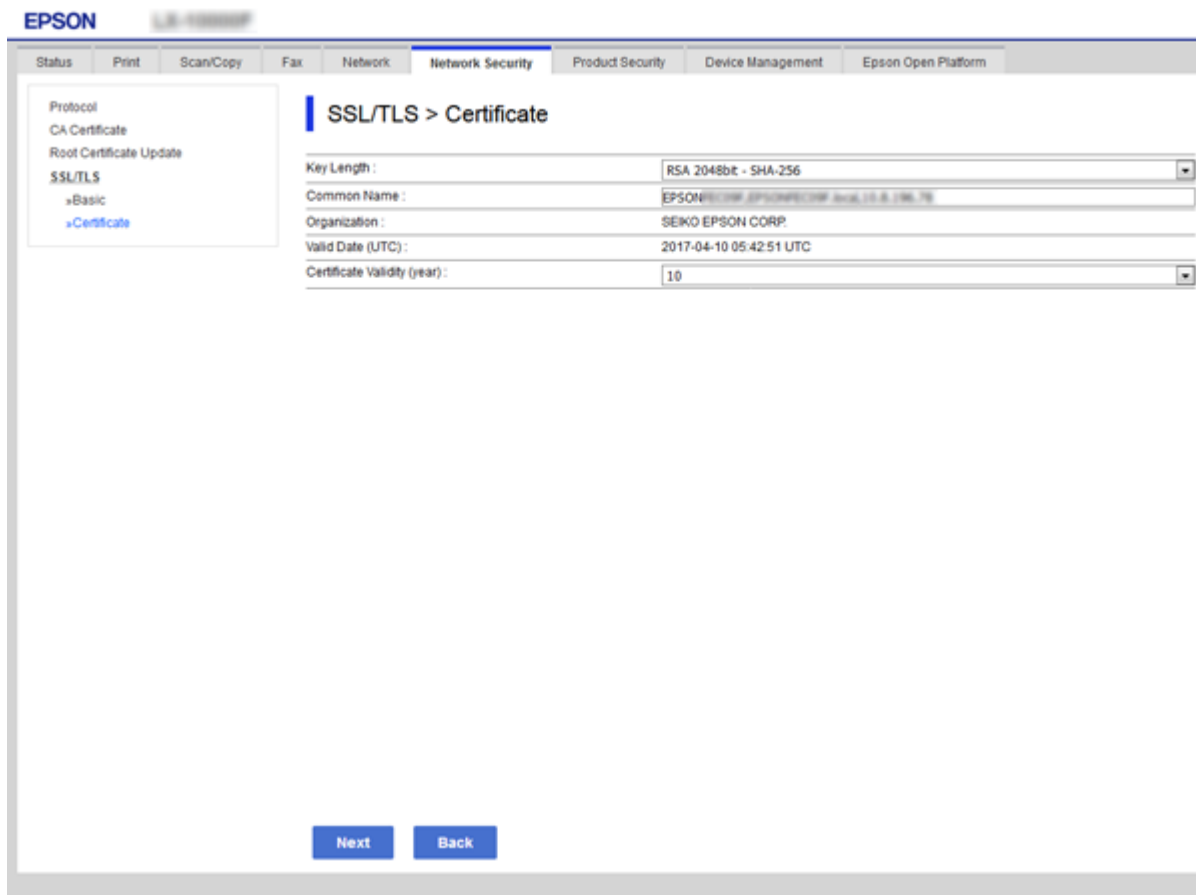 EPSON
Status Print Scan/Copy Fax Network Network Security Product Security Device Management Epson Open Platform
Protocol
CA Certificate
Root Certificate Update
SSL/TLS
»Basic
»Certificate
SSL/TLS > Certificate
Key Length : RSA 2048bit - SHA-256
Common Name : EPSON
Organization : SEIKO EPSON CORP.
Valid Date (UTC) : 2017-04-10 05:42:51 UTC
Certificate Validity (year) : 10
Next Back